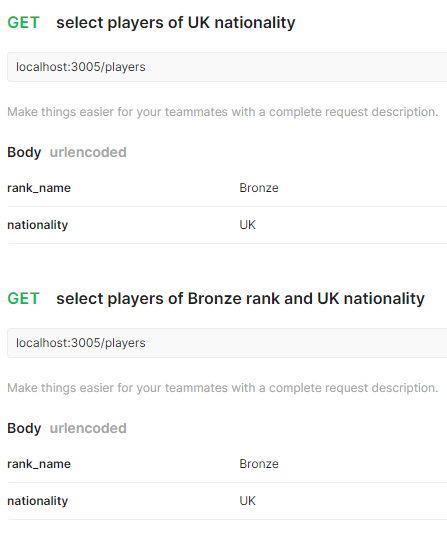 GET select players of UK nationality
localhost:3005/players
Make things easier for your teammates with a complete request description.
Body urlencoded
rank_name Bronze
nationality UK
GET select players of Bronze rank and UK nationality
localhost:3005/players
Make things easier for your teammates with a complete request description.
Body urlencoded
rank_name Bronze
nationality UK